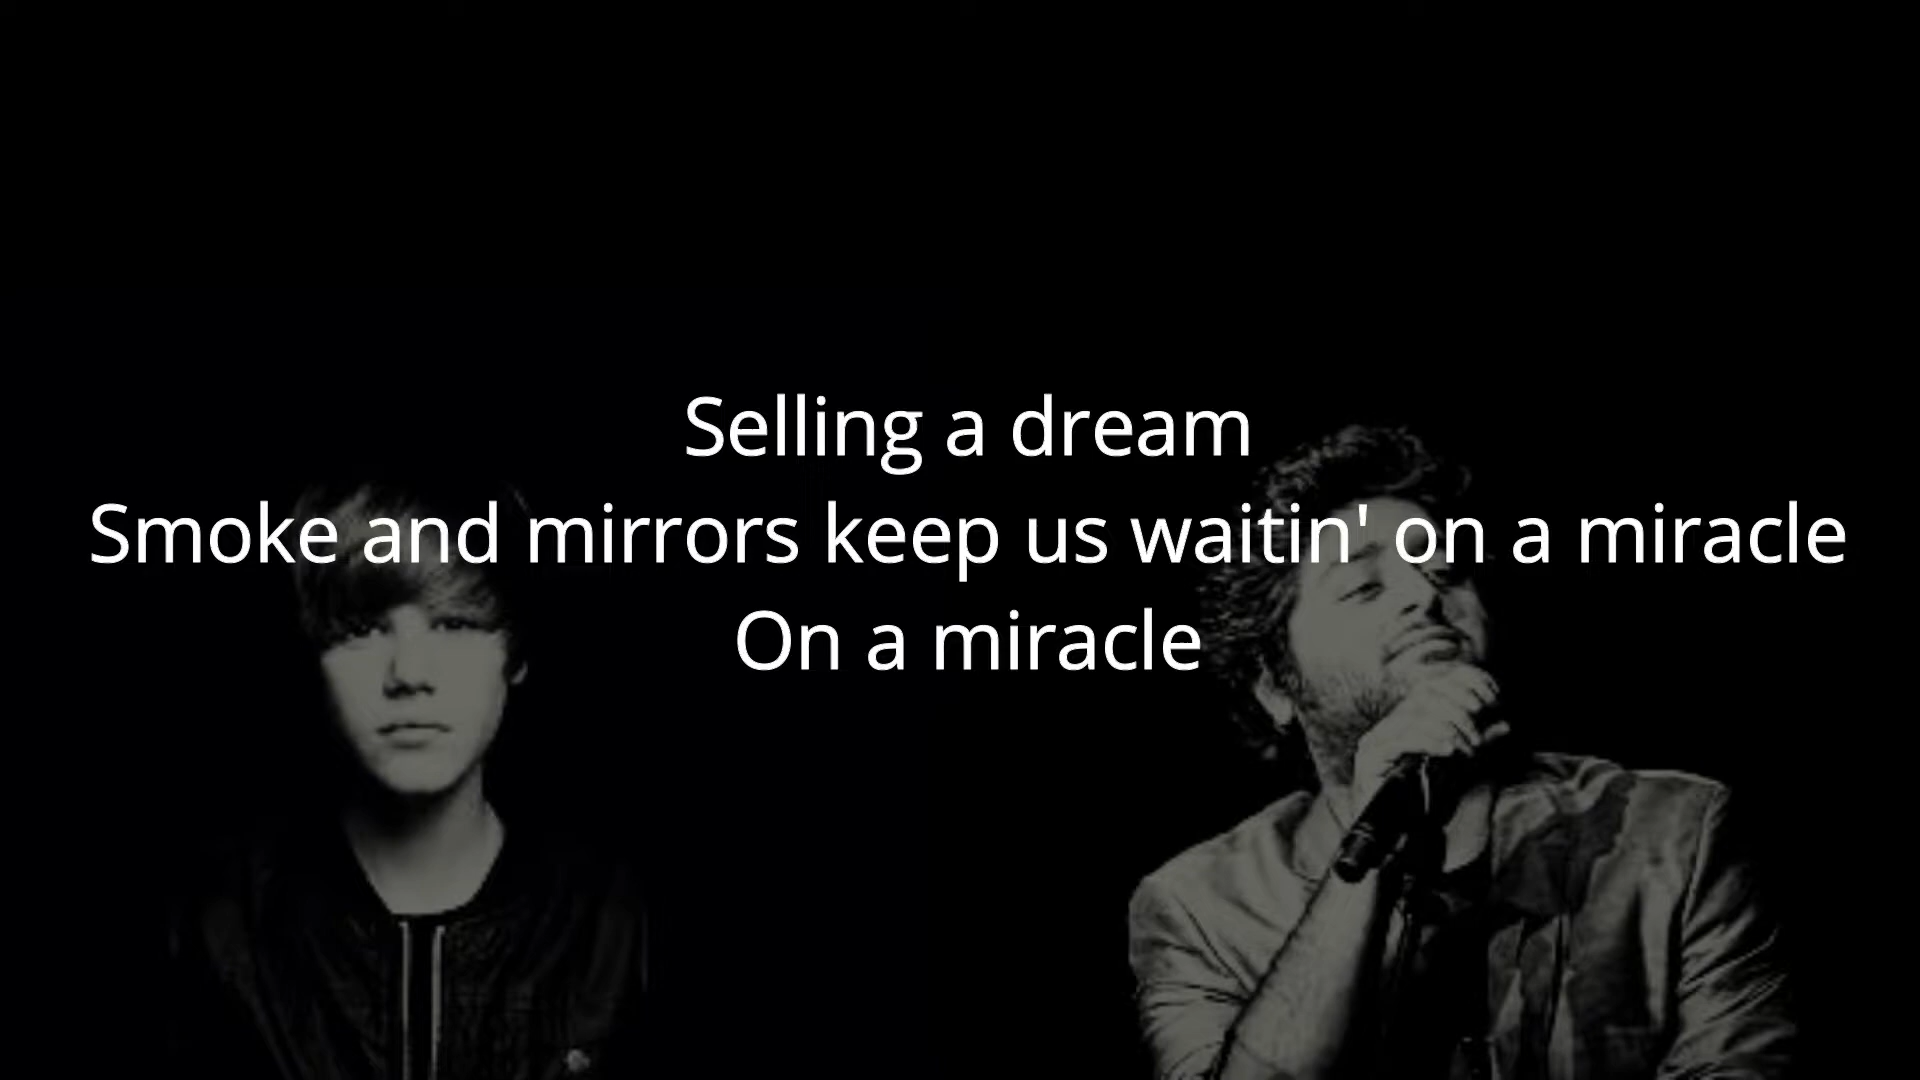 Selling a dream
Smoke and mirrors keep us waitin' on a miracle
On a miracle